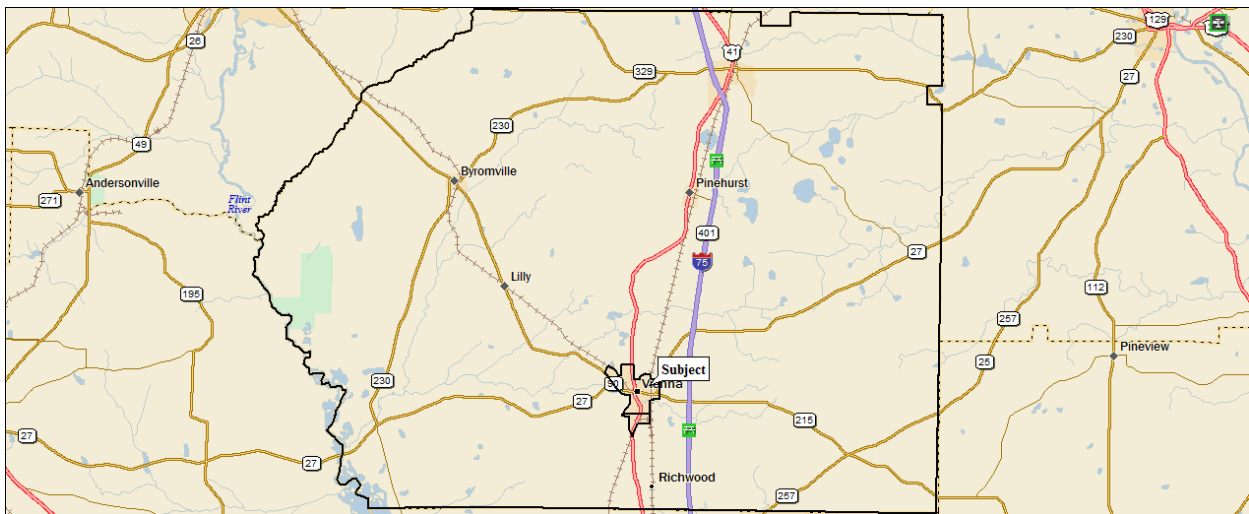 129
230
26
41
27
329
230
49
Byromville
Andersonville
Pinehurst
271
Flint
River
401
27
75
Lilly
112
195
257
Pineview
25
Subject
230
90
Vienna
27
215
27
27
Richwood
257